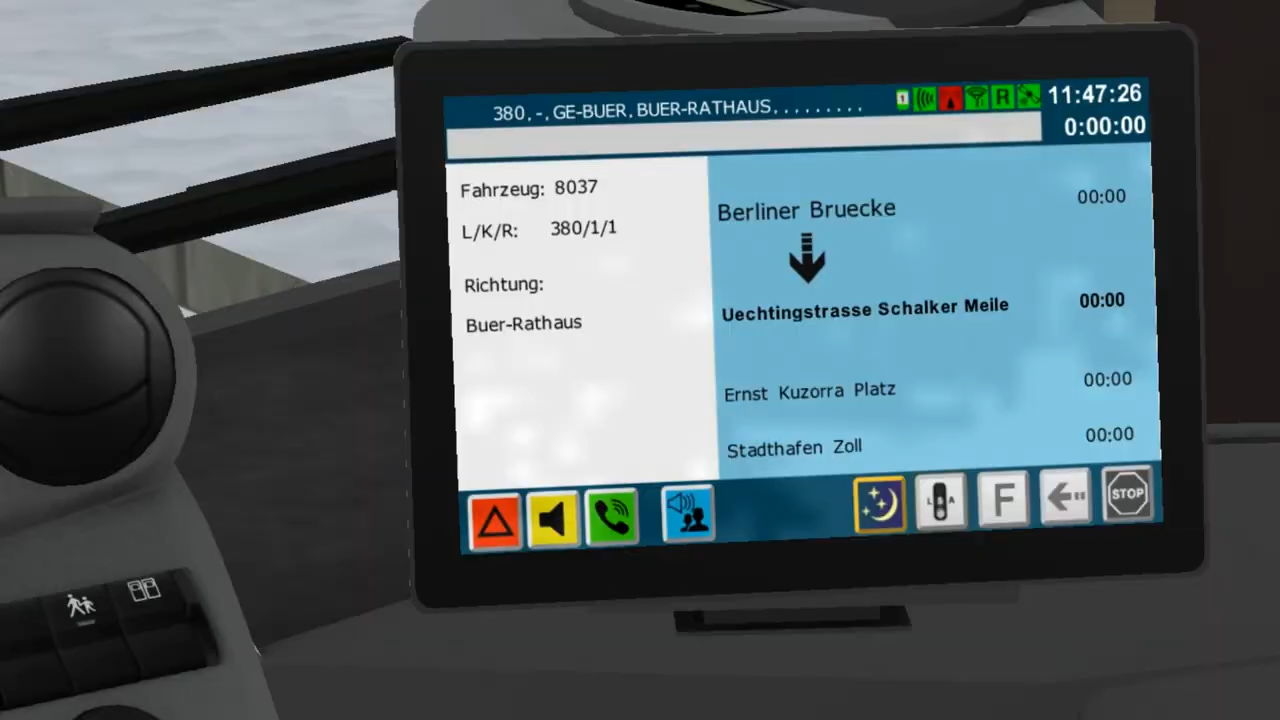 380,-,GE-BUER,BUER-RATHAUS,.........
1
R
11:47:26
0:00:00
Fahrzeug: 8037
L/K/R: 380/1/1
Richtung:
Buer-Rathaus
Berliner Bruecke 00:00
Uechtingstrasse Schalker Meile 00:00
Ernst Kuzorra Platz 00:00
Stadthafen Zoll 00:00
L S A
F
STOP